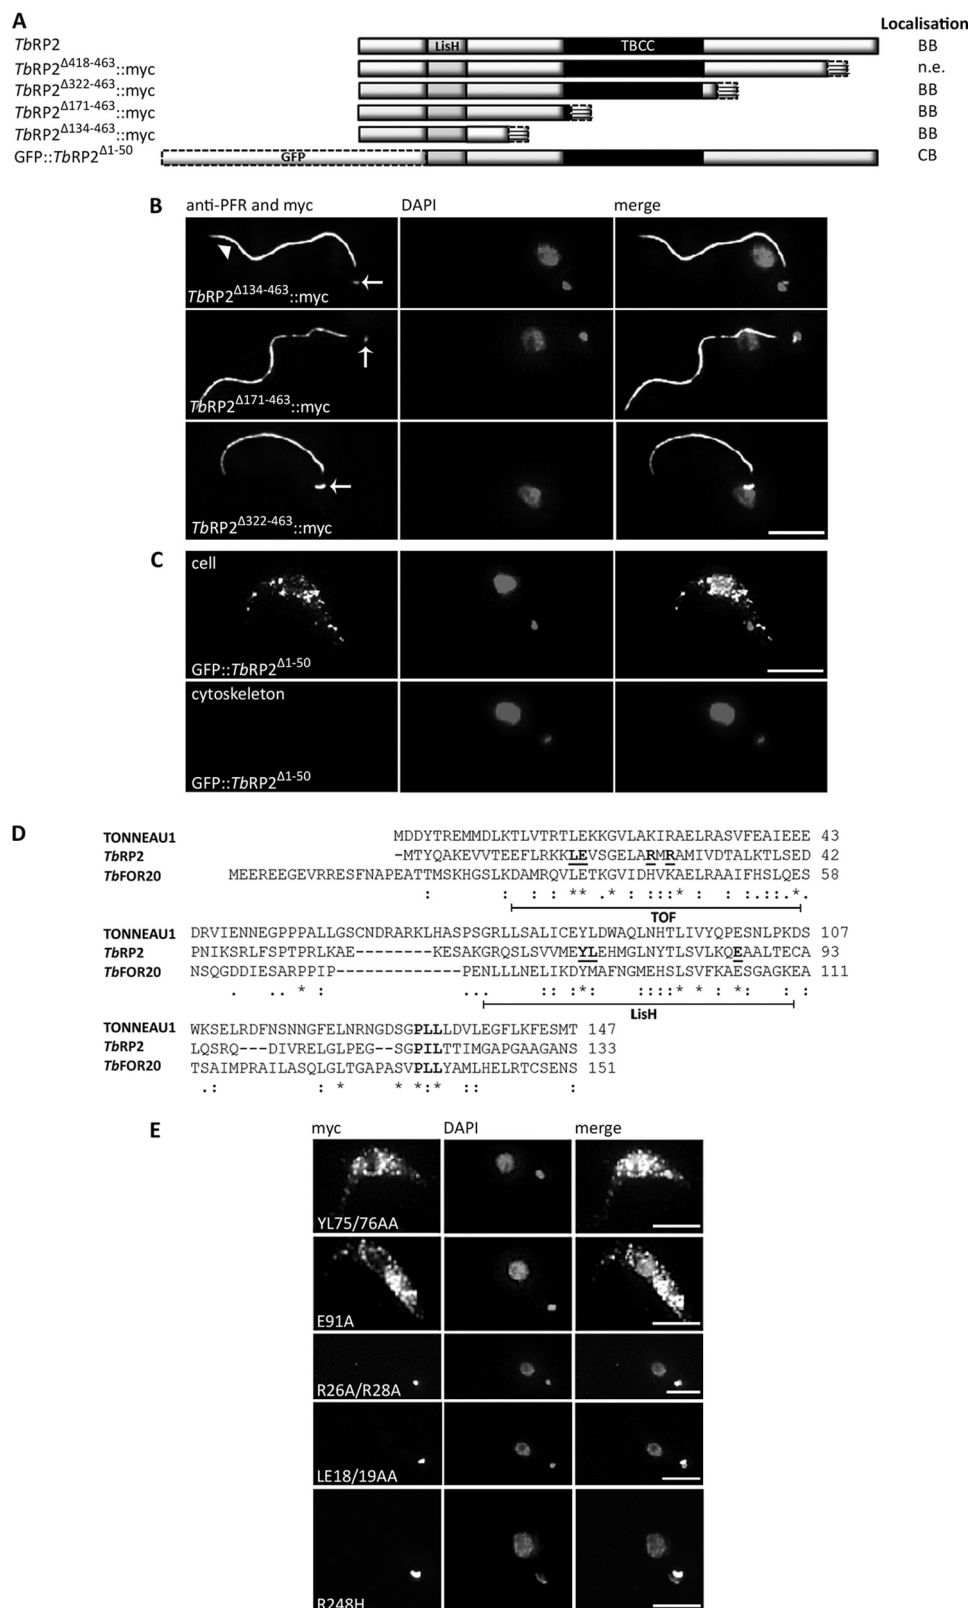 A
Localisation
TbRP2 LisH TBCC BB
TbRP2Δ418-463::myc n.e.
TbRP2Δ322-463::myc BB
TbRP2Δ171-463::myc BB
TbRP2Δ134-463::myc BB
GFP::TbRP2Δ1-50 GFP CB
B anti-PFR and myc DAPI merge
TbRP2Δ134-463::myc
TbRP2Δ171-463::myc
TbRP2Δ322-463::myc
C cell
GFP::TbRP2Δ1-50
cytoskeleton
GFP::TbRP2Δ1-50
D
TONNEAU1 MDDYTREMMDLKTLVTRTLEKKGVLAKIRAELRASVFEAIEEE 43
TbRP2 -MTYQAKEVVTEEFLRKKLEVSGELARMRAMIVDTALKTLSED 42
TbFOR20 MEEREEGEVRRESFNAPEATTMSKHGSLKDAMRQVLETKGVIDHVKAELRAAIFHSLQES 58
: : : ** .* : ::: : : : :.::.*.
TOF
TONNEAU1 DRVIENNEGPPPALLGSCNDRARKLHASPSGRLLSALICEYLDWAQLNHTLIVYQPESNLPKDS 107
TbRP2 PNIKSRLFSPTPRLKAE--------KESAKGRQSLSVVMEYLEHMGLNYTLSVLKQEAALTECA 93
TbFOR20 NSQGDDIESARPPIP-------------PENLLLNELIKDYMAFNGMEHSLSVFKAESGAGKEA 111
. .. * : ... :: :*: ::::* * : *: : :
LisH
TONNEAU1 WKSELRDFNSNNGFELNRNGDSGPLLLDVLEGFLKFESMT 147
TbRP2 LQSRQ---DIVRELGLPEG--SGPILTTIMGAPGAAGANS 133
TbFOR20 TSAIMPRAILASQLGLTGAPASVPLLYAMLHELRTCSENS 151
.: : * * *:* :: :
E myc DAPI merge
YL75/76AA
E91A
R26A/R28A
LE18/19AA
R248H